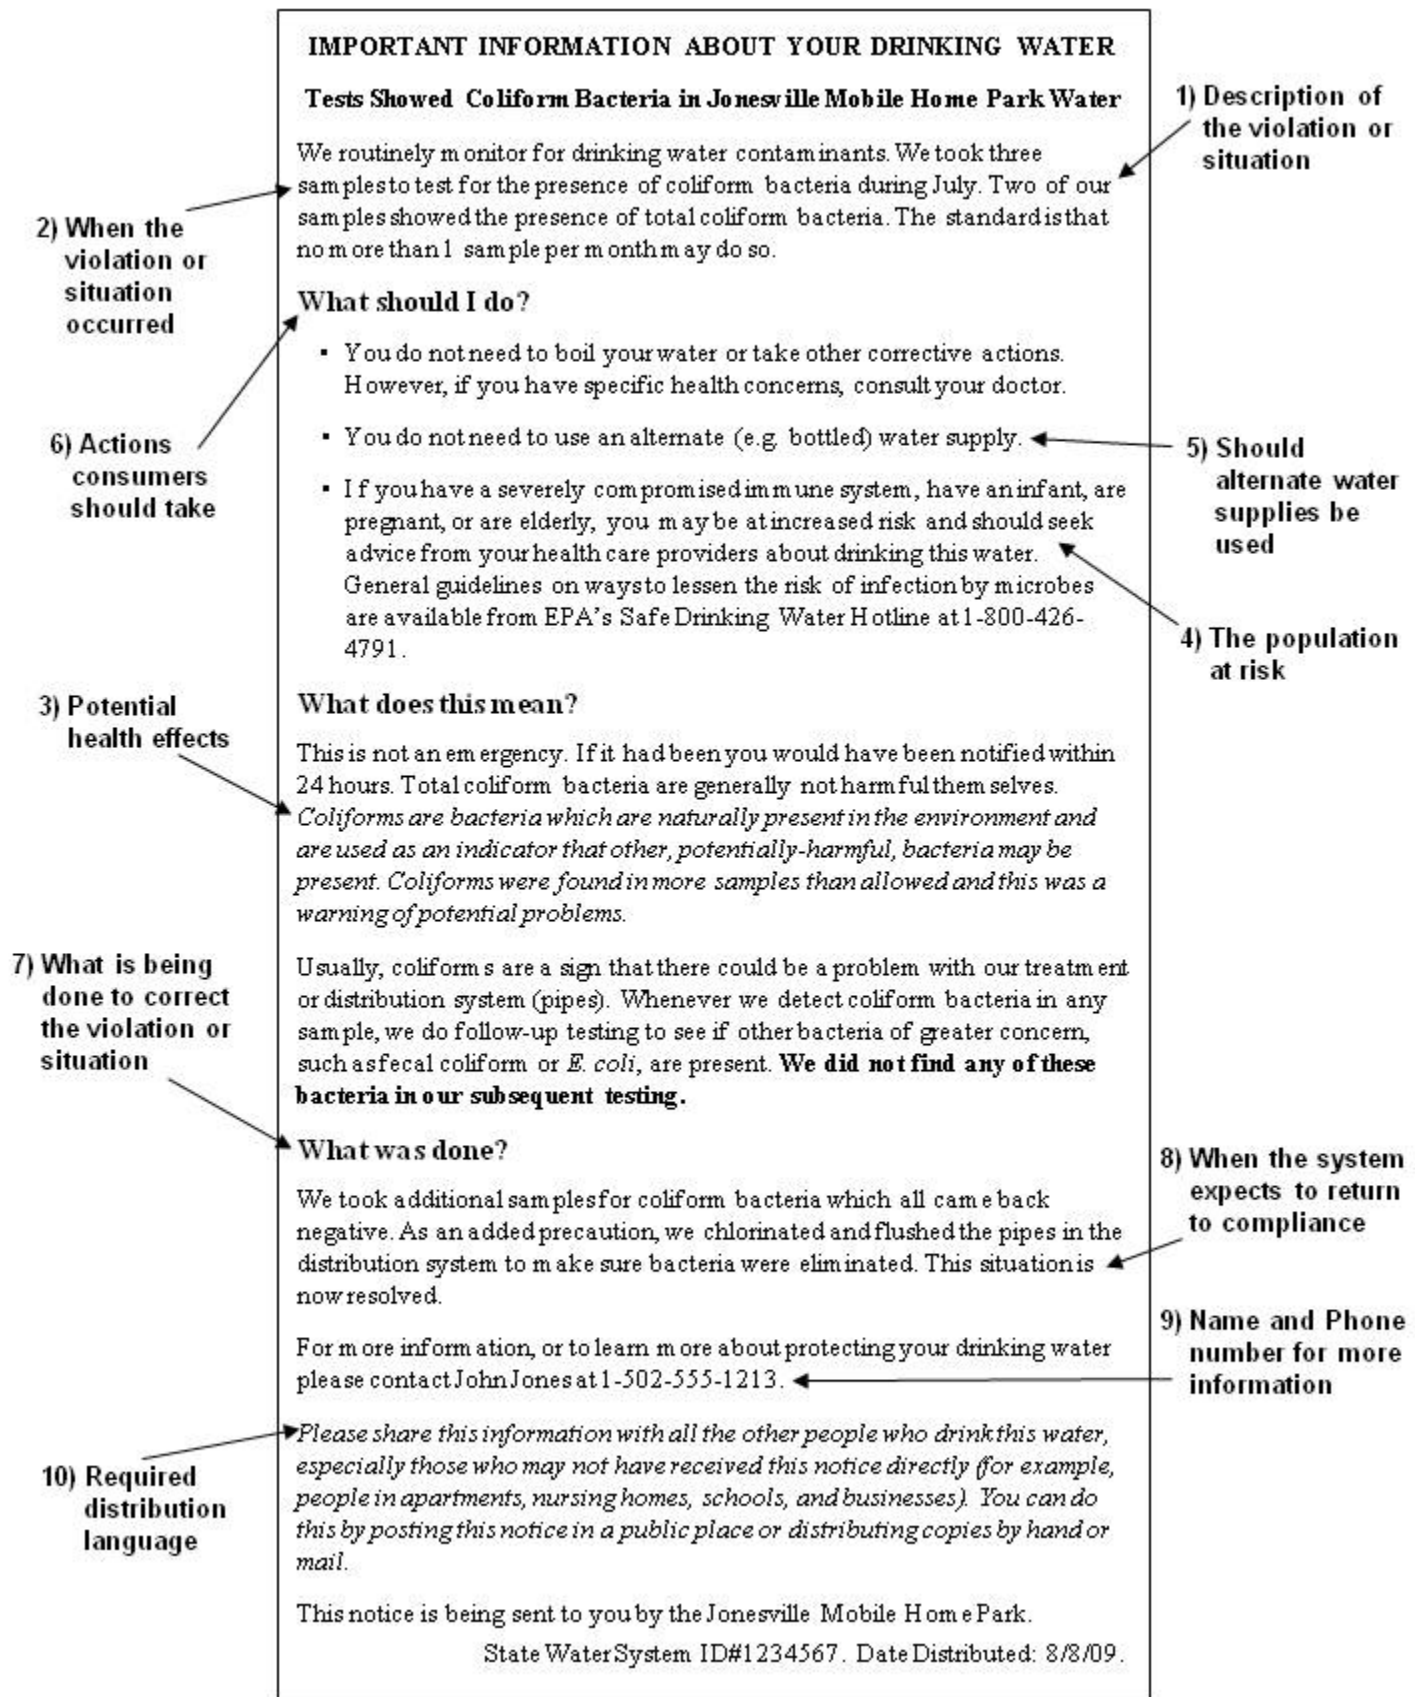 IMPORTANT INFORMATION ABOUT YOUR DRINKING WATER
Tests Showed Coliform Bacteria in Jonesville Mobile Home Park Water
We routinely monitor for drinking water contaminants. We took three
samples to test for the presence of coliform bacteria during July. Two of our
samples showed the presence of total coliform bacteria. The standard is that
no more than 1 sample per month may do so.
1) Description of
the violation or
situation
2) When the
violation or
situation
occurred
What should I do?
▪ You do not need to boil your water or take other corrective actions.
However, if you have specific health concerns, consult your doctor.
▪ You do not need to use an alternate (e.g. bottled) water supply.
▪ If you have a severely compromised immune system, have an infant, are
pregnant, or are elderly, you may be at increased risk and should seek
advice from your health care providers about drinking this water.
General guidelines on ways to lessen the risk of infection by microbes
are available from EPA's Safe Drinking Water Hotline at 1-800-426-
4791.
6) Actions
consumers
should take
5) Should
alternate water
supplies be
used
4) The population
at risk
3) Potential
health effects
What does this mean?
This is not an emergency. If it had been you would have been notified within
24 hours. Total coliform bacteria are generally not harmful themselves.
Coliforms are bacteria which are naturally present in the environment and
are used as an indicator that other, potentially-harmful, bacteria may be
present. Coliforms were found in more samples than allowed and this was a
warning of potential problems.
Usually, coliforms are a sign that there could be a problem with our treatment
or distribution system (pipes). Whenever we detect coliform bacteria in any
sample, we do follow-up testing to see if other bacteria of greater concern,
such as fecal coliform or E. coli, are present. We did not find any of these
bacteria in our subsequent testing.
7) What is being
done to correct
the violation or
situation
What was done?
We took additional samples for coliform bacteria which all came back
negative. As an added precaution, we chlorinated and flushed the pipes in the
distribution system to make sure bacteria were eliminated. This situation is
now resolved.
8) When the system
expects to return
to compliance
For more information, or to learn more about protecting your drinking water
please contact John Jones at 1-502-555-1213.
9) Name and Phone
number for more
information
Please share this information with all the other people who drink this water,
especially those who may not have received this notice directly (for example,
people in apartments, nursing homes, schools, and businesses). You can do
this by posting this notice in a public place or distributing copies by hand or
mail.
10) Required
distribution
language
This notice is being sent to you by the Jonesville Mobile Home Park.
State Water System ID#1234567. Date Distributed: 8/8/09.